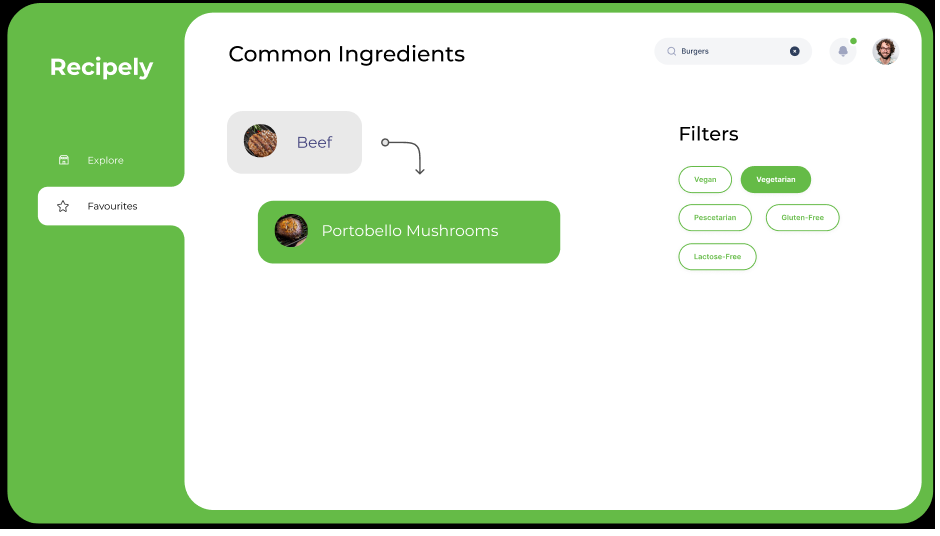 Recipely
Explore
Favourites
Common Ingredients
Burgers
Beef
Portobello Mushrooms
Filters
Vegan
Vegetarian
Pescetarian
Gluten-Free
Lactose-Free